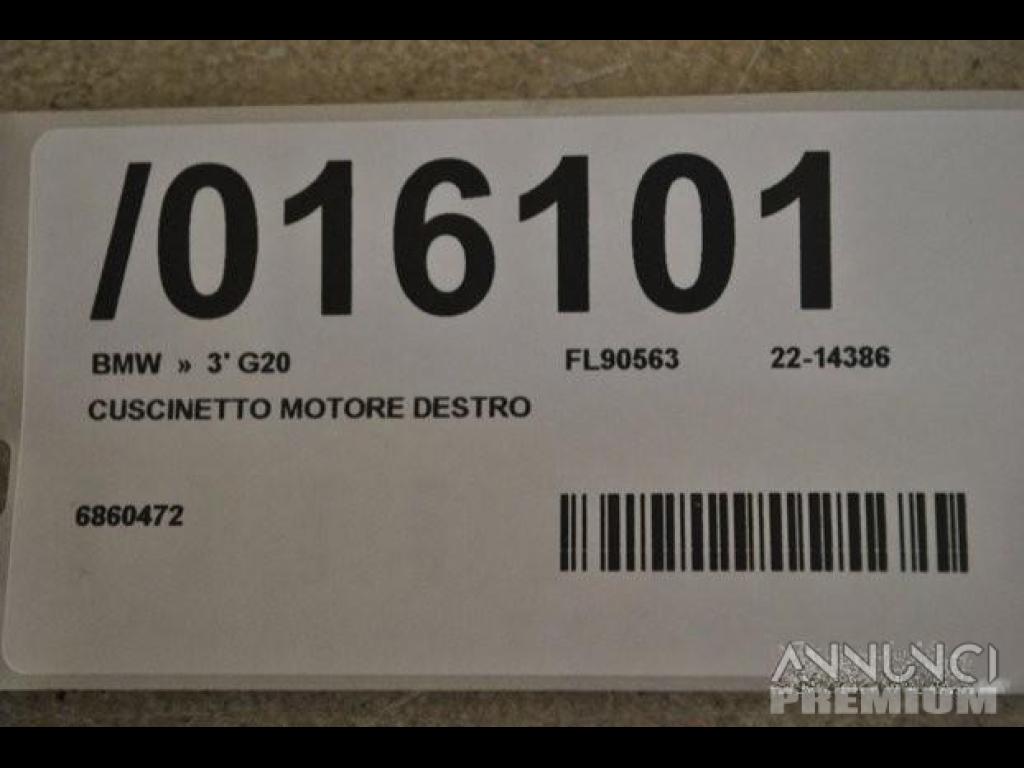 /016101
BMW » 3' G20 FL90563 22-14386
CUSCINETTO MOTORE DESTRO
6860472
ANNUNCI
PREMIUM